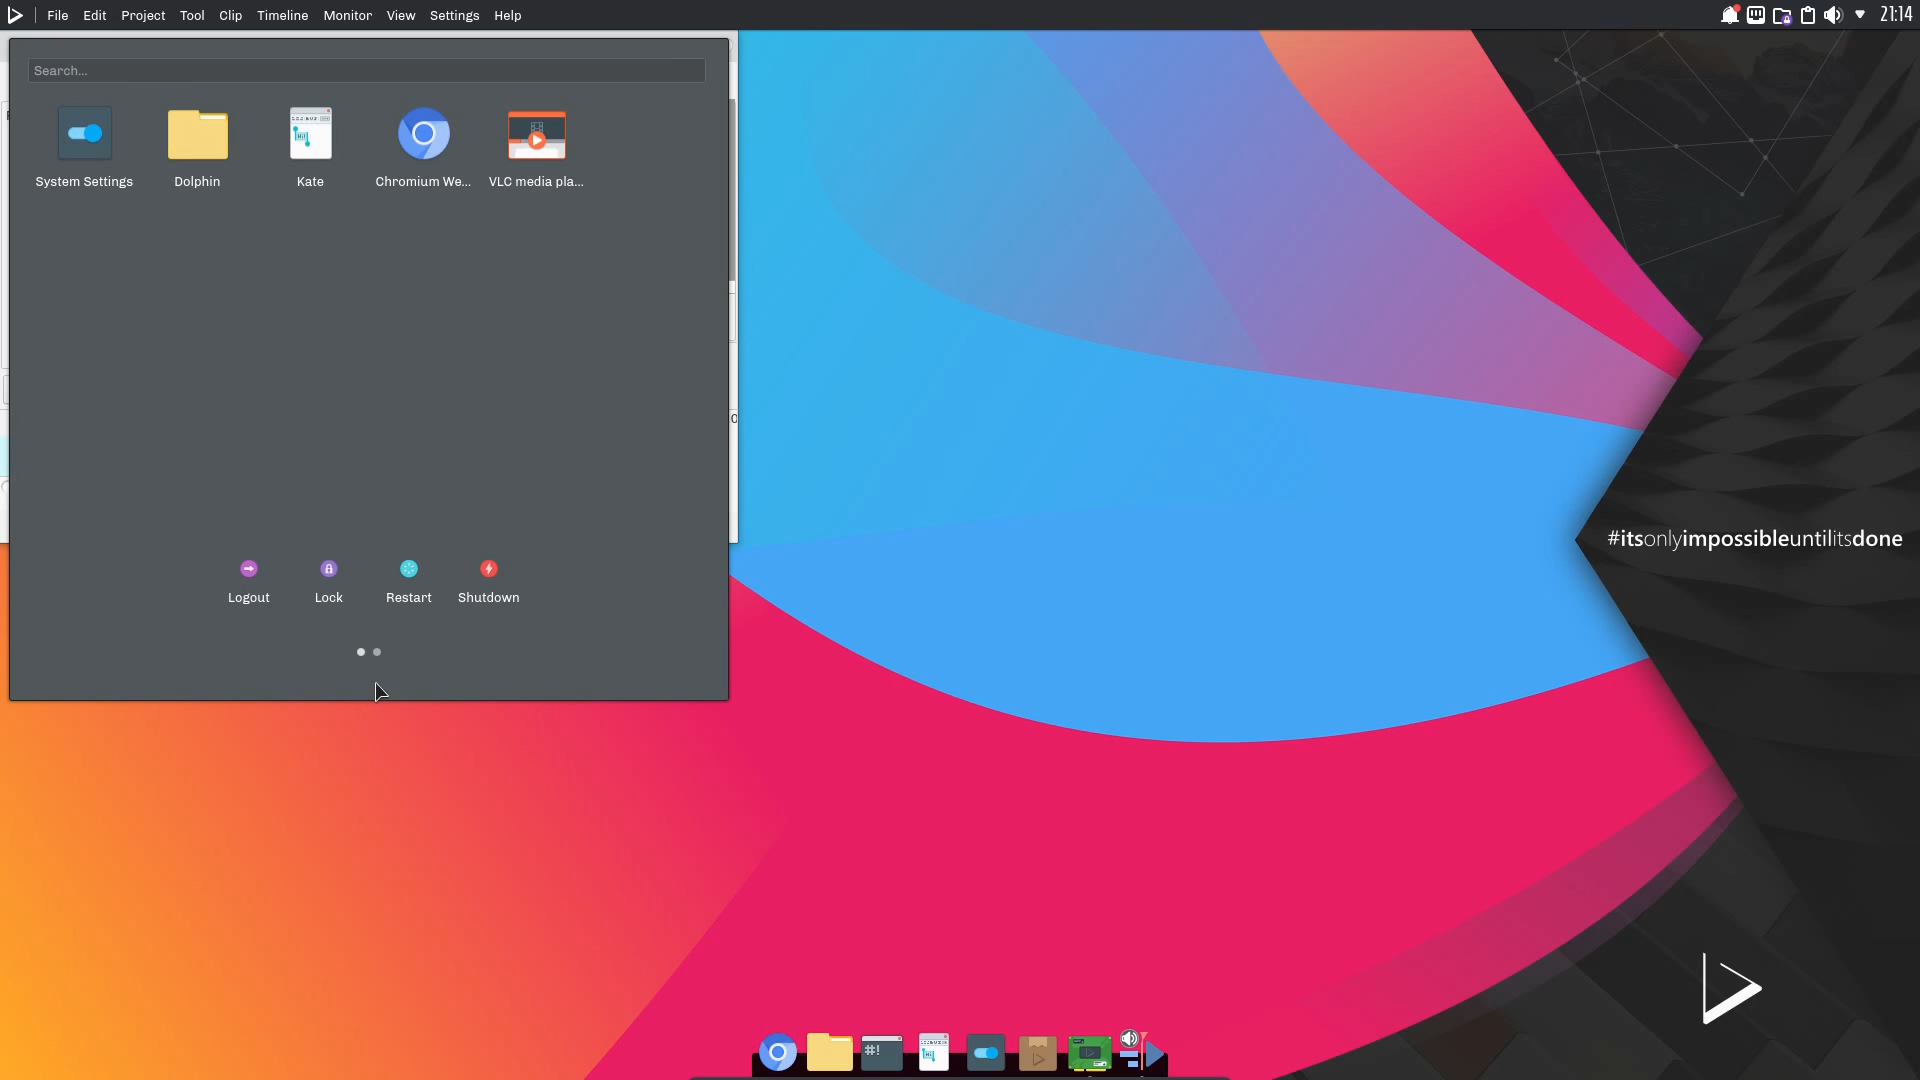 File Edit Project Tool Clip Timeline Monitor View Settings Help
21:14
Search...
System Settings Dolphin Kate Chromium We... VLC media pla...
#itsonlyimpossibleuntilitsdone
Logout Lock Restart Shutdown
#!